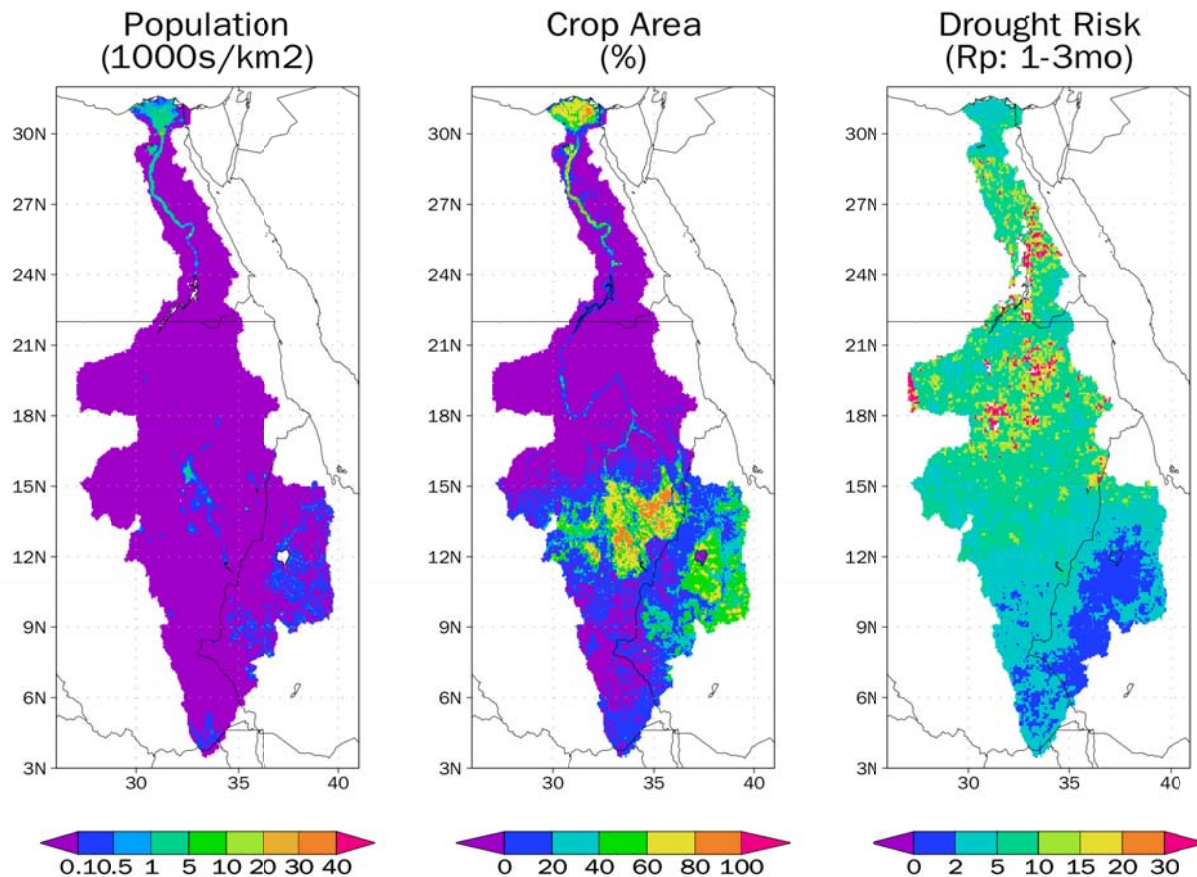 Population
(1000s/km2)
Crop Area
(%)
Drought Risk
(Rp: 1-3mo)
30N
27N
24N
21N
18N
15N
12N
9N
6N
3N
30 35 40
30N
27N
24N
21N
18N
15N
12N
9N
6N
3N
30 35 40
30N
27N
24N
21N
18N
15N
12N
9N
6N
3N
30 35 40
0.1 0.5 1 5 10 20 30 40
0 20 40 60 80 100
0 2 5 10 15 20 30